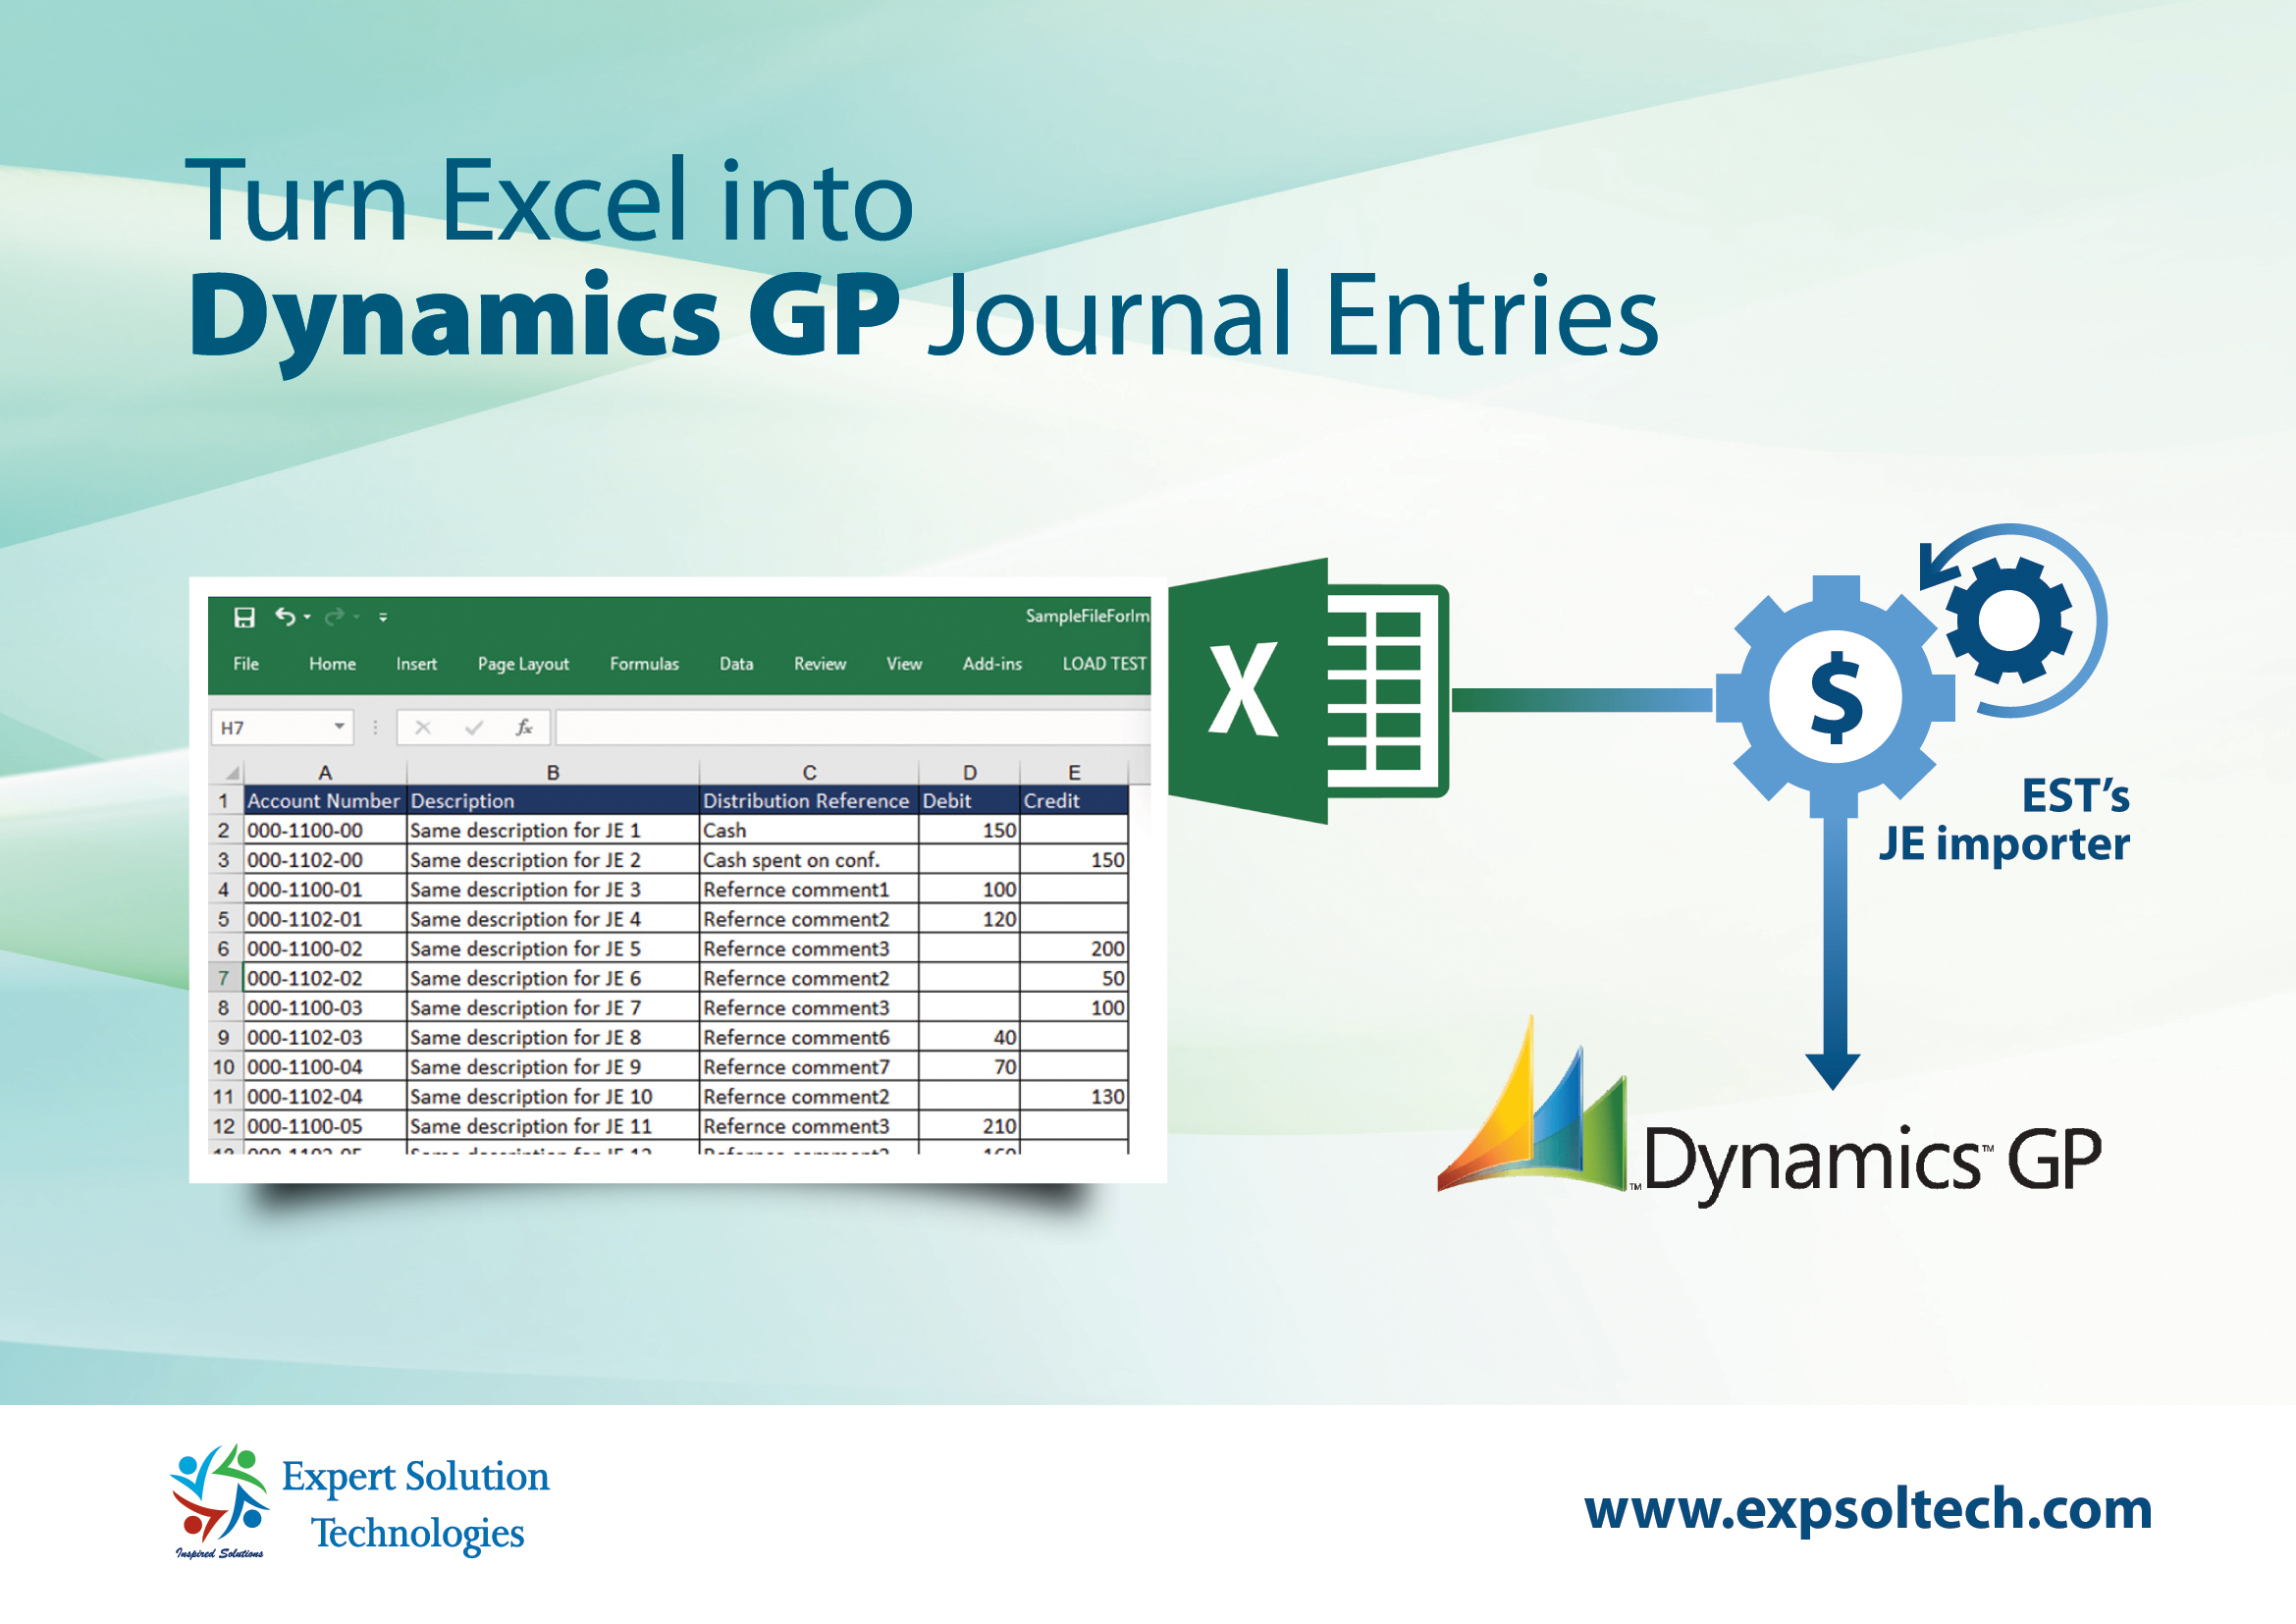 Turn Excel into
Dynamics GP Journal Entries
SampleFileForIm
File Home Insert Page Layout Formulas Data Review View Add-ins LOAD TEST
H7 fx
A B C D E
1 Account Number Description Distribution Reference Debit Credit
2 000-1100-00 Same description for JE 1 Cash 150
3 000-1102-00 Same description for JE 2 Cash spent on conf. 150
4 000-1100-01 Same description for JE 3 Refernce comment1 100
5 000-1102-01 Same description for JE 4 Refernce comment2 120
6 000-1100-02 Same description for JE 5 Refernce comment3 200
7 000-1102-02 Same description for JE 6 Refernce comment2 50
8 000-1100-03 Same description for JE 7 Refernce comment3 100
9 000-1102-03 Same description for JE 8 Refernce comment6 40
10 000-1100-04 Same description for JE 9 Refernce comment7 70
11 000-1102-04 Same description for JE 10 Refernce comment2 130
12 000-1100-05 Same description for JE 11 Refernce comment3 210
X
$
EST's
JE importer
™ Dynamics™ GP
Expert Solution
Technologies
Inspired Solutions
www.expsoltech.com